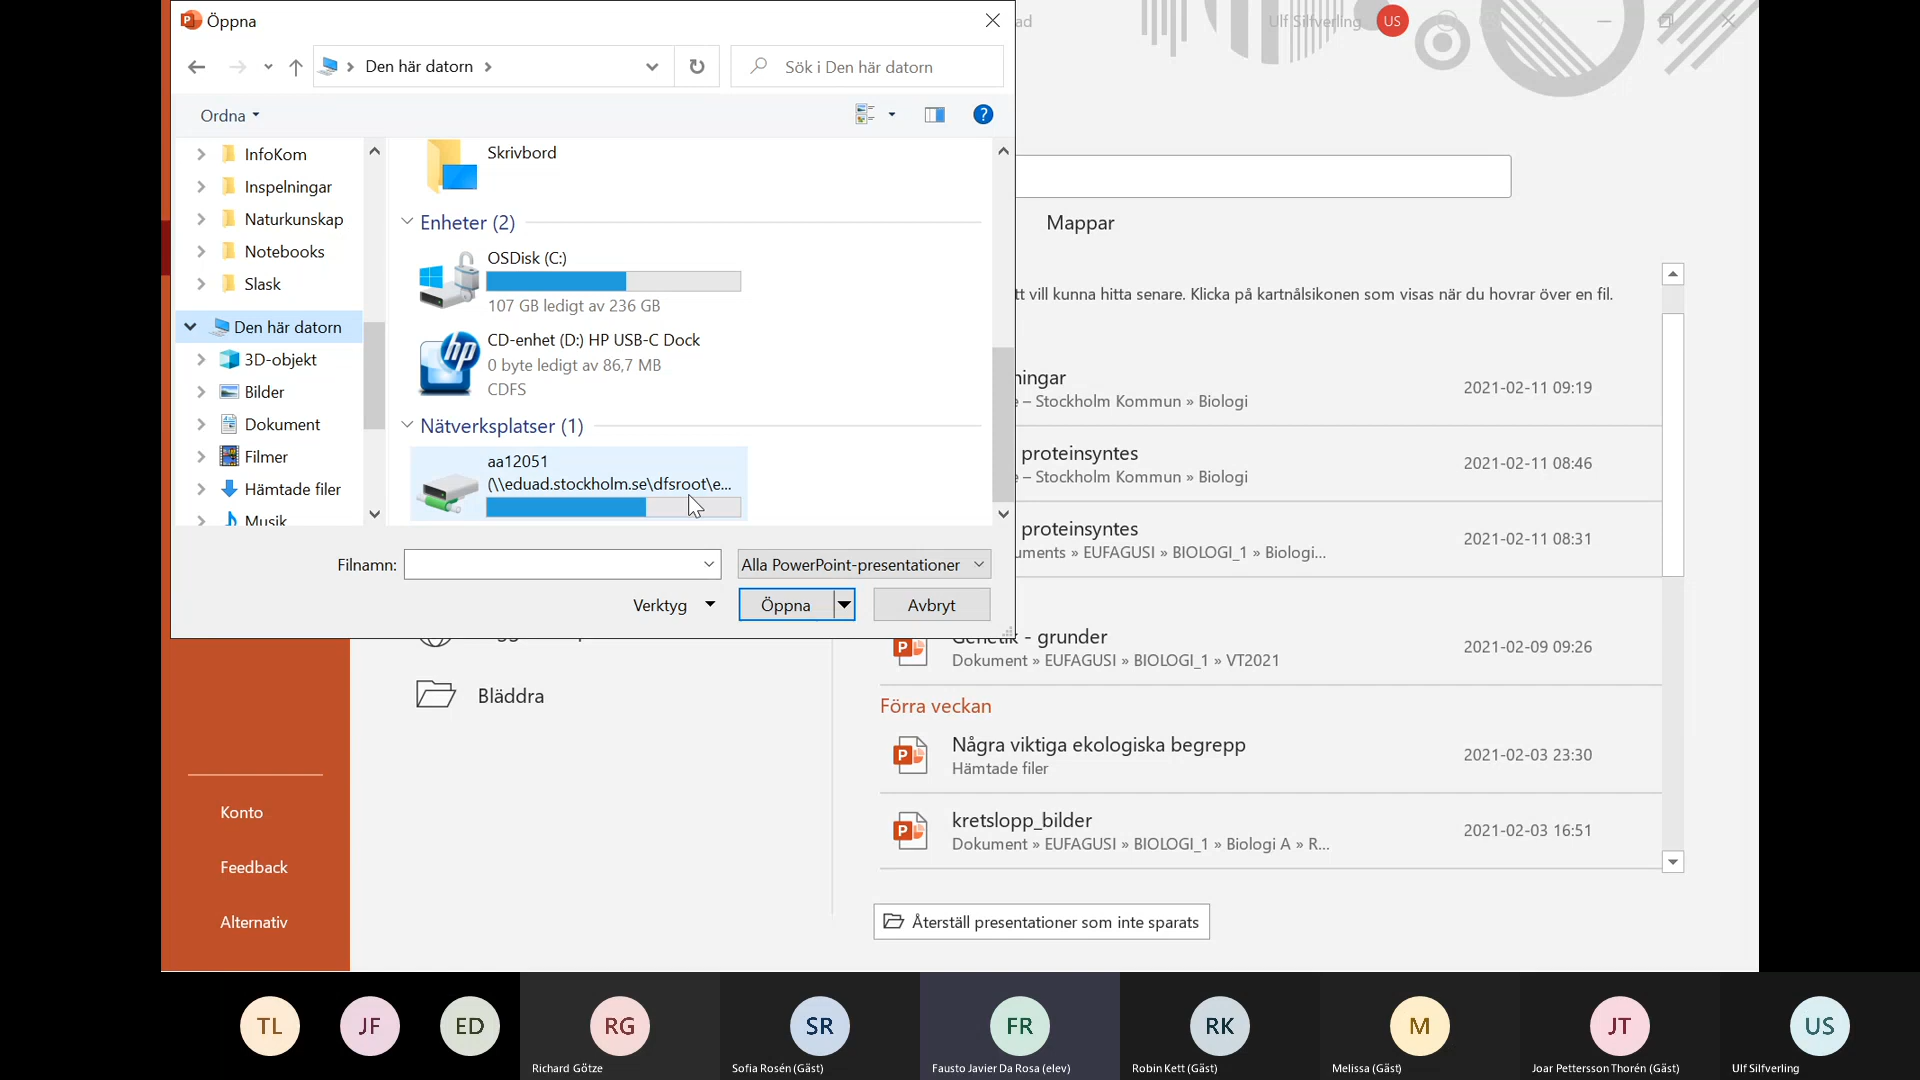 Öppna
Den här datorn
Sök i Den här datorn
Ordna
InfoKom
Inspelningar
Naturkunskap
Notebooks
Slask
Den här datorn
3D-objekt
Bilder
Dokument
Filmer
Hämtade filer
Musik
Skrivbord
Enheter (2)
OSDisk (C:)
107 GB ledigt av 236 GB
CD-enhet (D:) HP USB-C Dock
0 byte ledigt av 86,7 MB
CDFS
Nätverksplatser (1)
aa12051
(\\eduad.stockholm.se\dfsroot\e...
Filnamn:
Alla PowerPoint-presentationer
Verktyg
Öppna
Avbryt
Ulf Silfverling
US
Mappar
tt vill kunna hitta senare. Klicka på kartnålsikonen som visas när du hovrar över en fil.
ningar
2021-02-11 09:19
– Stockholm Kommun » Biologi
proteinsyntes
2021-02-11 08:46
– Stockholm Kommun » Biologi
proteinsyntes
2021-02-11 08:31
uments » EUFAGUSI » BIOLOGI_1 » Biologi...
Genetik - grunder
2021-02-09 09:26
Dokument » EUFAGUSI » BIOLOGI_1 » VT2021
Förra veckan
Några viktiga ekologiska begrepp
2021-02-03 23:30
Hämtade filer
kretslopp_bilder
2021-02-03 16:51
Dokument » EUFAGUSI » BIOLOGI_1 » Biologi A » R...
Återställ presentationer som inte sparats
Bläddra
Konto
Feedback
Alternativ
TL
JF
ED
RG
Richard Götze
SR
Sofia Rosén (Gäst)
FR
Fausto Javier Da Rosa (elev)
RK
Robin Kett (Gäst)
M
Melissa (Gäst)
JT
Joar Pettersson Thorén (Gäst)
US
Ulf Silfverling